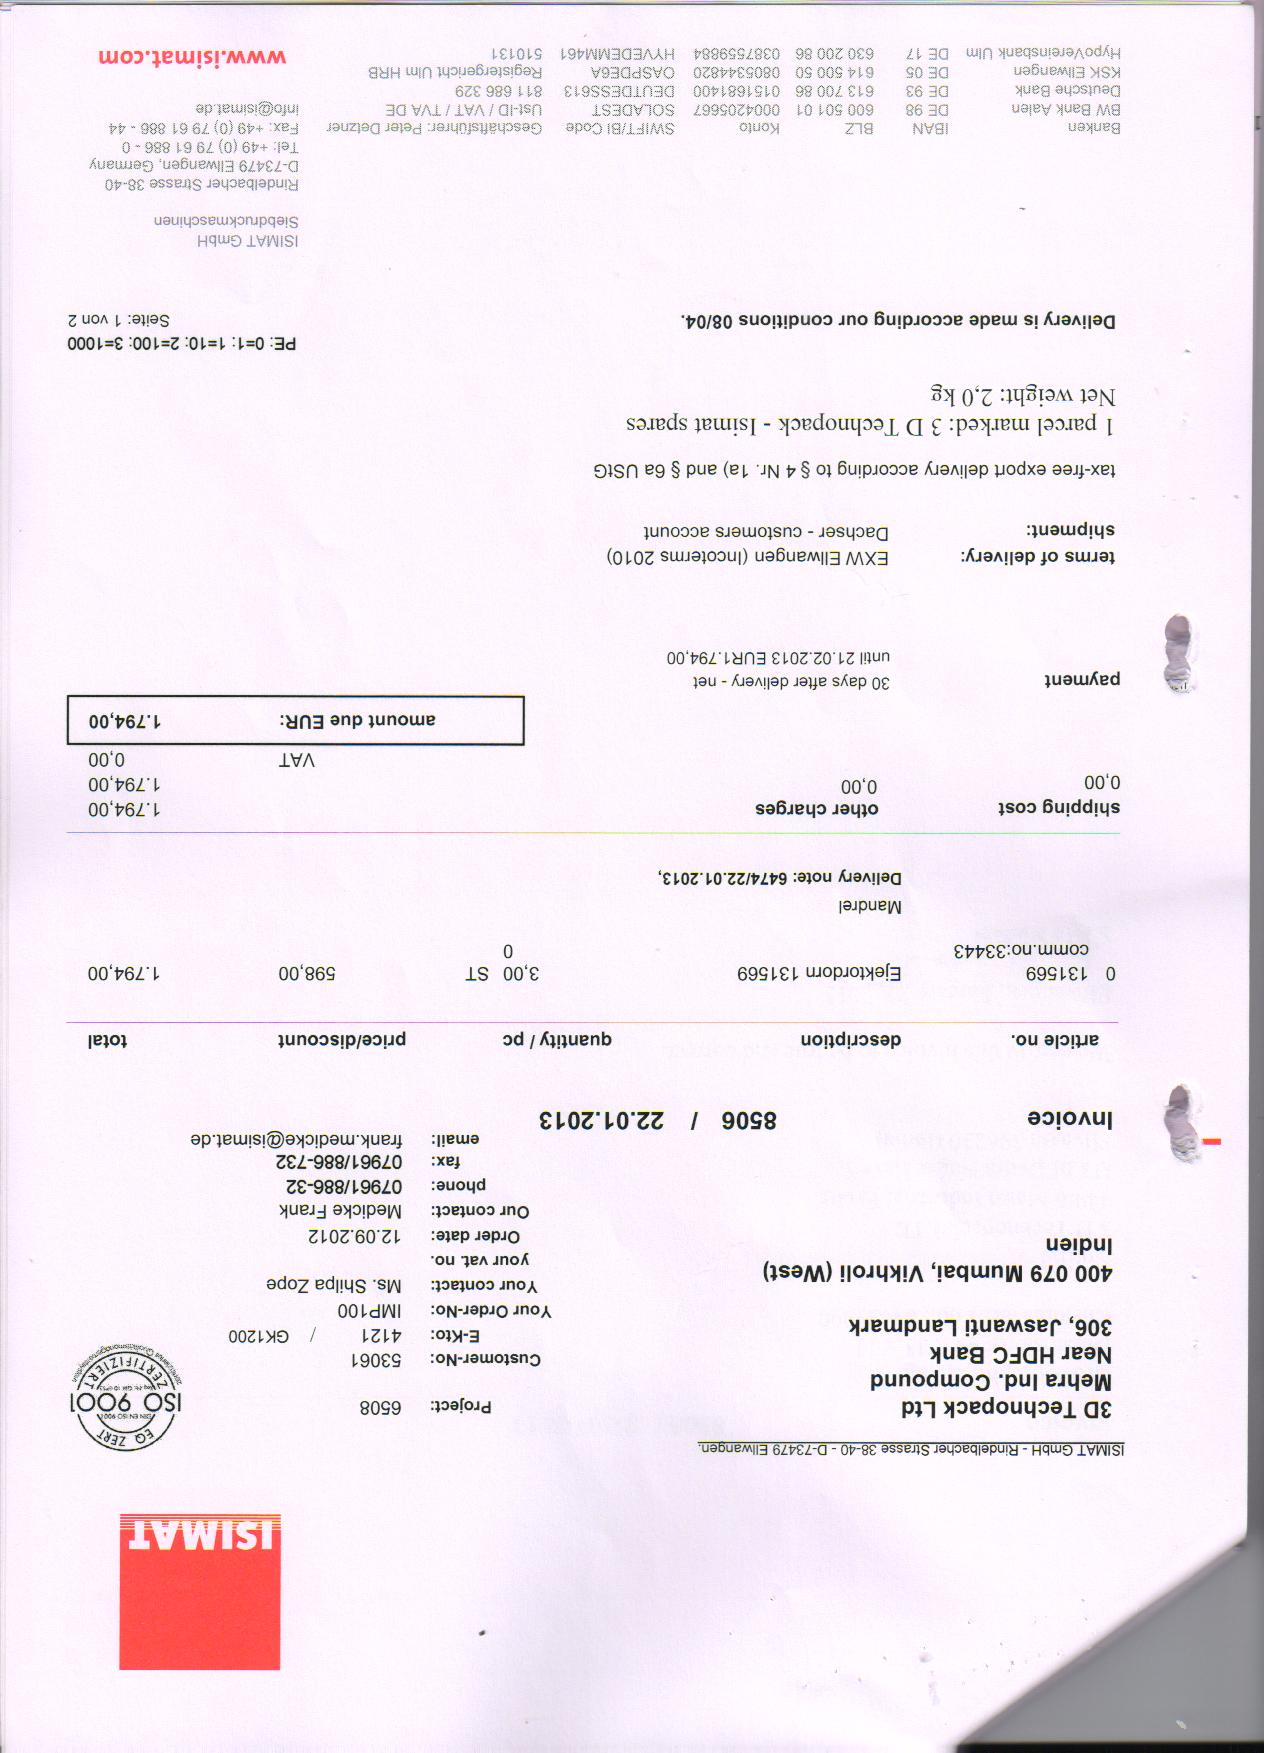 ISIMAT
ISIMAT GmbH - Rindelbacher Strasse 38-40 - D-73479 Ellwangen.
3D Technopack Ltd
Mehra Ind. Compound
Near HDFC Bank
306, Jaswanti Landmark
400 079 Mumbai, Vikhroli (West)
Indien
EQ ZERT
DIN EN ISO 9001
ISO 9001
ZERTIFIZIERT
Project: 6508
Customer-No: 53061
E-Kto: 4121 / GK1200
Your Order-No: IMP100
Your contact: Ms. Shilpa Zope
your vat. no.
Order date: 12.09.2012
Our contact: Medicke Frank
phone: 07961/886-32
fax: 07961/886-732
email: frank.medicke@isimat.de
Invoice 8506 / 22.01.2013
article no. description quantity / pc price/discount total
0 131569 Ejektordorn 131569 3,00 ST 598,00 1.794,00
comm.no:33443 0
Mandrel
Delivery note: 6474/22.01.2013,
shipping cost other charges 1.794,00
0,00 0,00 1.794,00
VAT 0,00
amount due EUR: 1.794,00
payment 30 days after delivery - net
until 21.02.2013 EUR1.794,00
terms of delivery: EXW Ellwangen (Incoterms 2010)
shipment: Dachser - customers account
tax-free export delivery according to § 4 Nr. 1a) and § 6a UStG
1 parcel marked: 3 D Technopack - Isimat spares
Net weight: 2,0 kg
PE: 0=1: 1=10: 2=100: 3=1000
Delivery is made according our conditions 08/04. Seite: 1 von 2
ISIMAT GmbH
Siebdruckmaschinen
Rindelbacher Strasse 38-40
D-73479 Ellwangen, Germany
Tel: +49 (0) 79 61 886 - 0
Fax: +49 (0) 79 61 886 - 44
info@isimat.de
www.isimat.com
Banken IBAN BLZ Konto SWIFT/BI Code Geschäftsführer: Peter Detzner
BW Bank Aalen DE 98 600 501 01 0004205667 SOLADEST Ust-ID / VAT / TVA DE
Deutsche Bank DE 93 613 700 86 0151681400 DEUTDESS613 811 686 329
KSK Ellwangen DE 05 614 500 50 0805344820 OASPDE6A Registergericht Ulm HRB
HypoVereinsbank Ulm DE 17 630 200 86 0387559884 HYVEDEMM461 510131